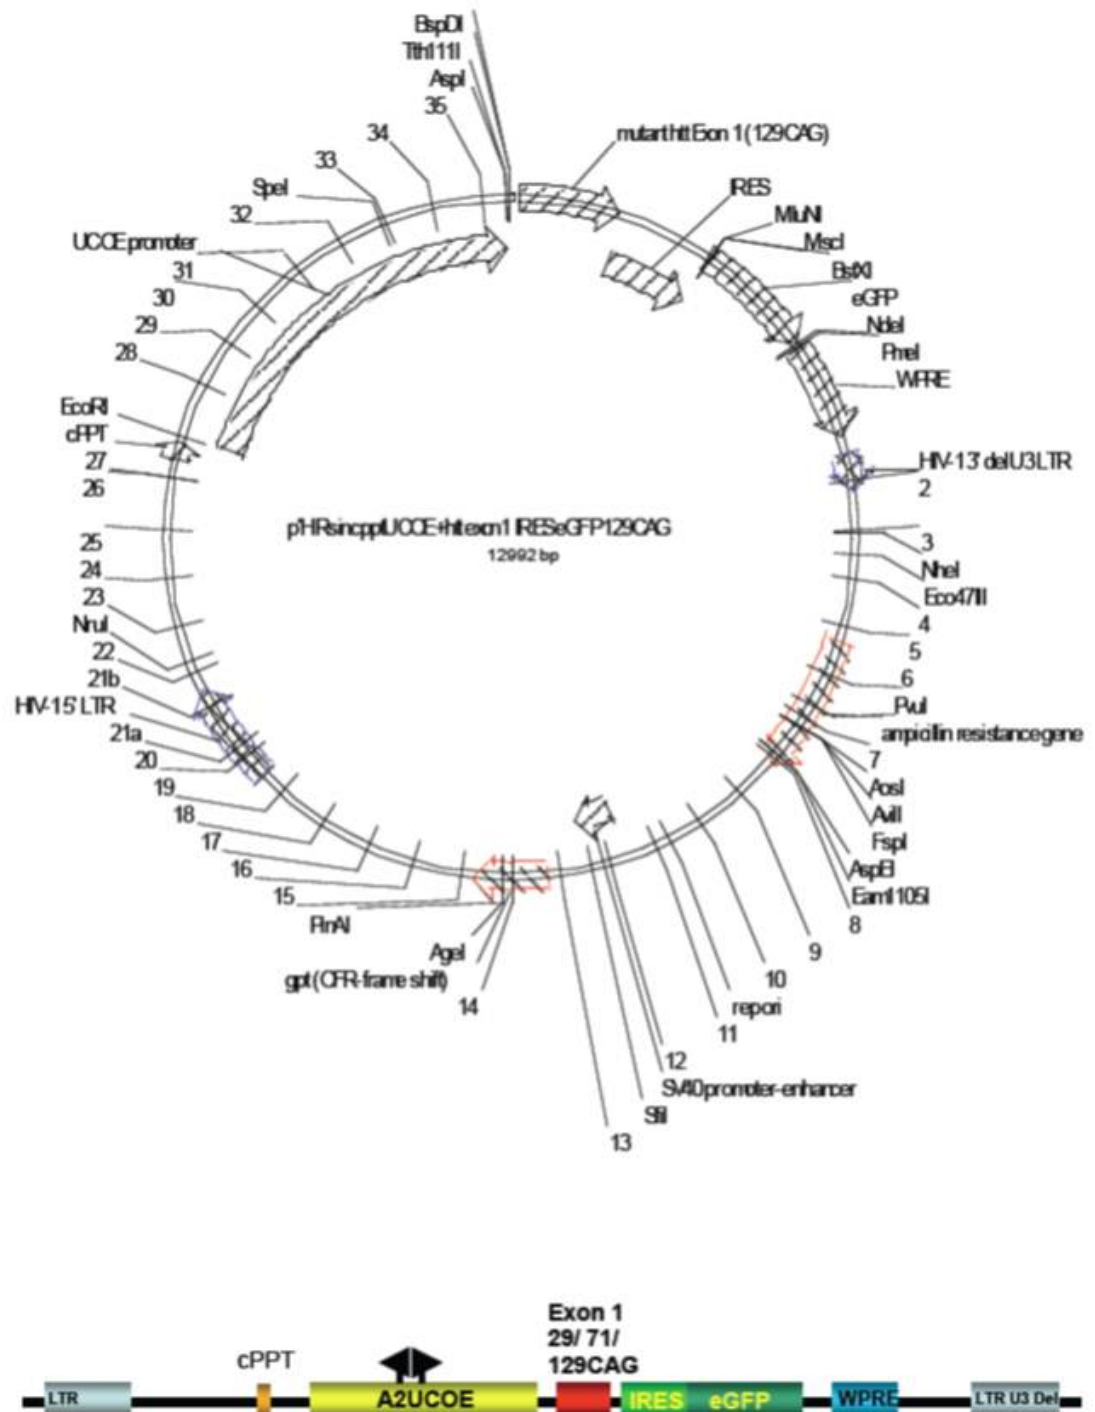 BspDI
Tth111I
AspI
35
34
33
SpeI
32
UCOE promoter
31
30
29
28
EcoRI
cPPT
27
26
25
24
23
NruI
22
21b
HIV-1 5' LTR
21a
20
19
18
17
16
15
PinAI
AgeI
gpt (ORF-frame shift)
14
mutant htt Exon 1 (129CAG)
IRES
MluNI
MscI
BstXI
eGFP
NdeI
PmeI
WPRE
HIV-1 3' delU3 LTR
2
3
NheI
Eco47III
4
5
6
PvuI
ampicillin resistance gene
7
AosI
AviII
FspI
AspEI
Eam1105I
8
9
10
rep ori
11
12
SV40 promoter-enhancer
SfiI
13
p'HRsincpptUCOE+htt exon1 IRESeGFP129CAG
12992 bp
Exon 1
29/ 71/
129CAG
cPPT
LTR
A2UCOE
IRES
eGFP
WPRE
LTR U3 Del